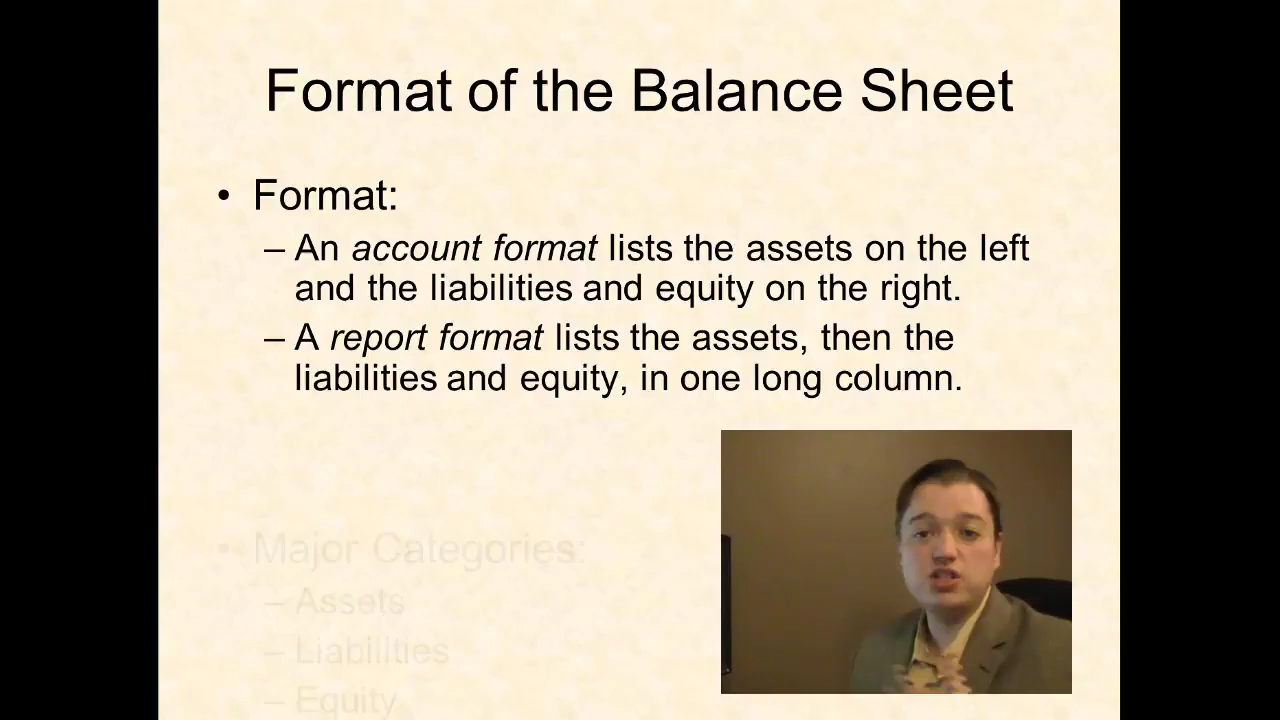 Format of the Balance Sheet
• Format:
– An account format lists the assets on the left
and the liabilities and equity on the right.
– A report format lists the assets, then the
liabilities and equity, in one long column.
• Major Categories:
– Assets
– Liabilities
– Equity